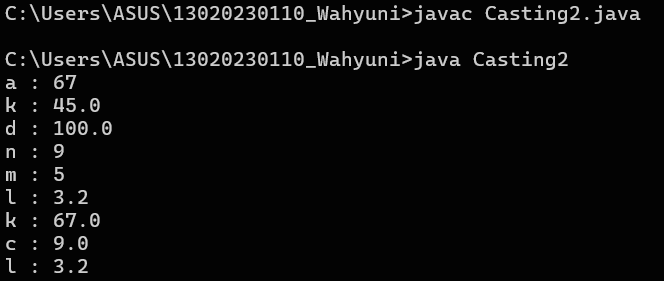 C:\Users\ASUS\13020230110_Wahyuni>javac Casting2.java
C:\Users\ASUS\13020230110_Wahyuni>java Casting2
a : 67
k : 45.0
d : 100.0
n : 9
m : 5
l : 3.2
k : 67.0
c : 9.0
l : 3.2